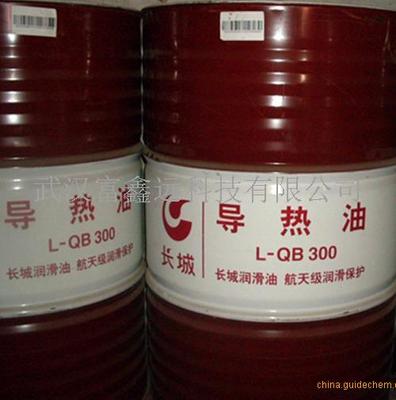 武汉富鑫远科技有限公司
导热油
L-QB 300
长城润滑油 航天级润滑保护
长城
导热油
L-QB 300
长城润滑油 航天级润滑保护
china.guidechem.com